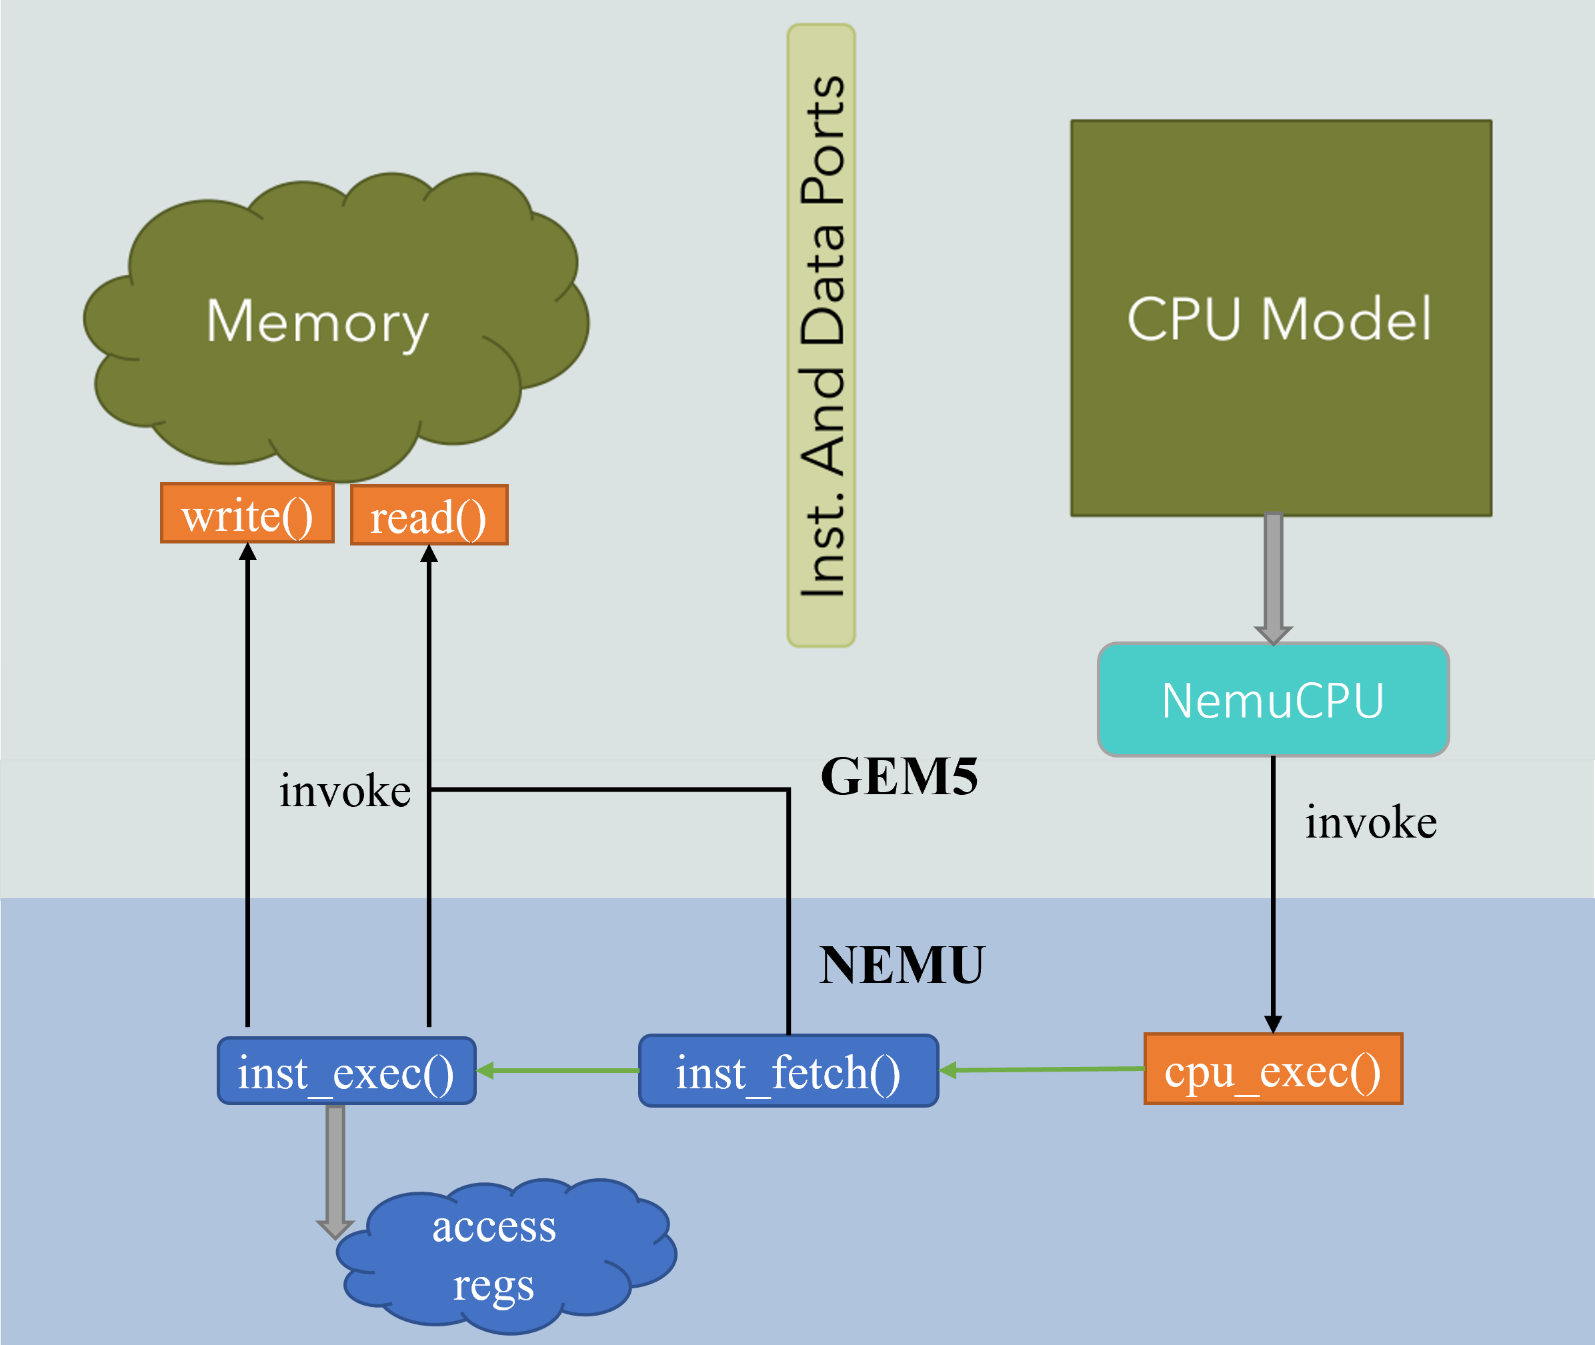 Inst. And Data Ports
Memory
CPU Model
write()
read()
NemuCPU
GEM5
invoke
invoke
NEMU
inst_exec()
inst_fetch()
cpu_exec()
access
regs